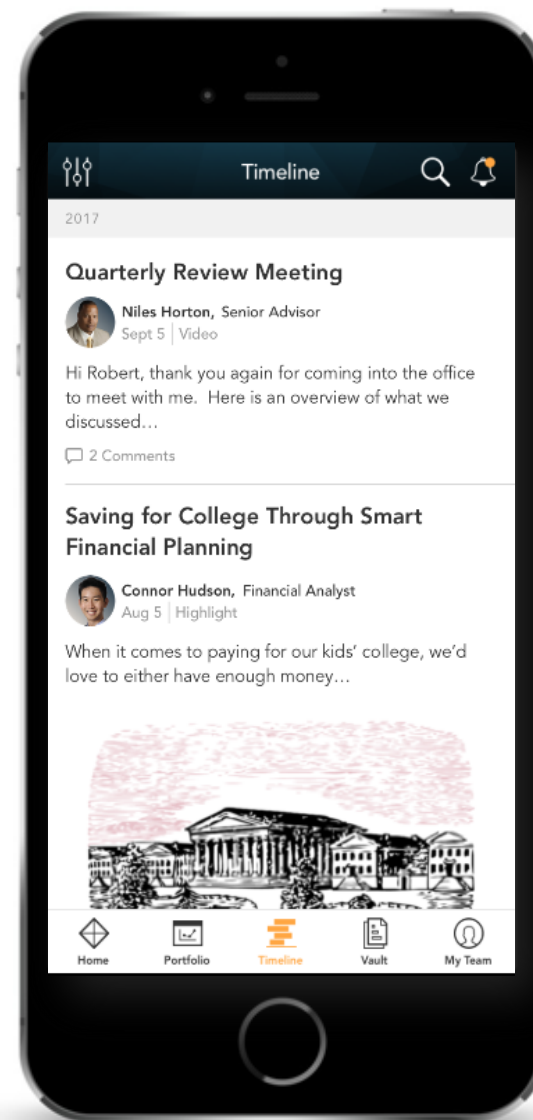 Timeline
2017
Quarterly Review Meeting
Niles Horton, Senior Advisor
Sept 5 | Video
Hi Robert, thank you again for coming into the office
to meet with me. Here is an overview of what we
discussed…
2 Comments
Saving for College Through Smart
Financial Planning
Connor Hudson, Financial Analyst
Aug 5 | Highlight
When it comes to paying for our kids' college, we'd
love to either have enough money…
Home
Portfolio
Timeline
Vault
My Team